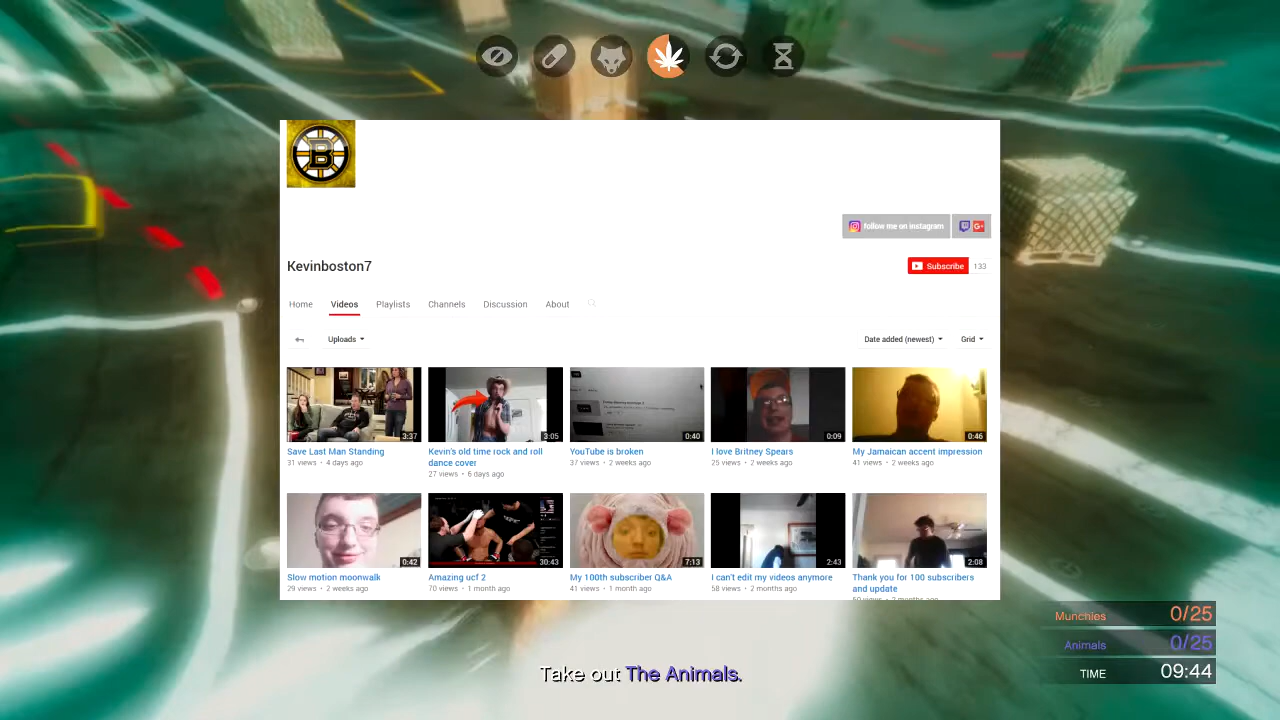 B
follow me on instagram
G+
Kevinboston7
Subscribe 133
Home Videos Playlists Channels Discussion About
Uploads
Date added (newest) Grid
3:37 3:05 0:40 0:09 0:46
Save Last Man Standing
31 views • 4 days ago
Kevin's old time rock and roll
dance cover
27 views • 6 days ago
YouTube is broken
37 views • 2 weeks ago
I love Britney Spears
25 views • 2 weeks ago
My Jamaican accent impression
41 views • 2 weeks ago
0:42 30:43 7:13 2:43 2:08
Slow motion moonwalk
29 views • 2 weeks ago
Amazing ucf 2
70 views • 1 month ago
My 100th subscriber Q&A
41 views • 1 month ago
I can't edit my videos anymore
58 views • 2 months ago
Thank you for 100 subscribers
and update
Munchies 0/25
Animals 0/25
TIME 09:44
Take out The Animals.